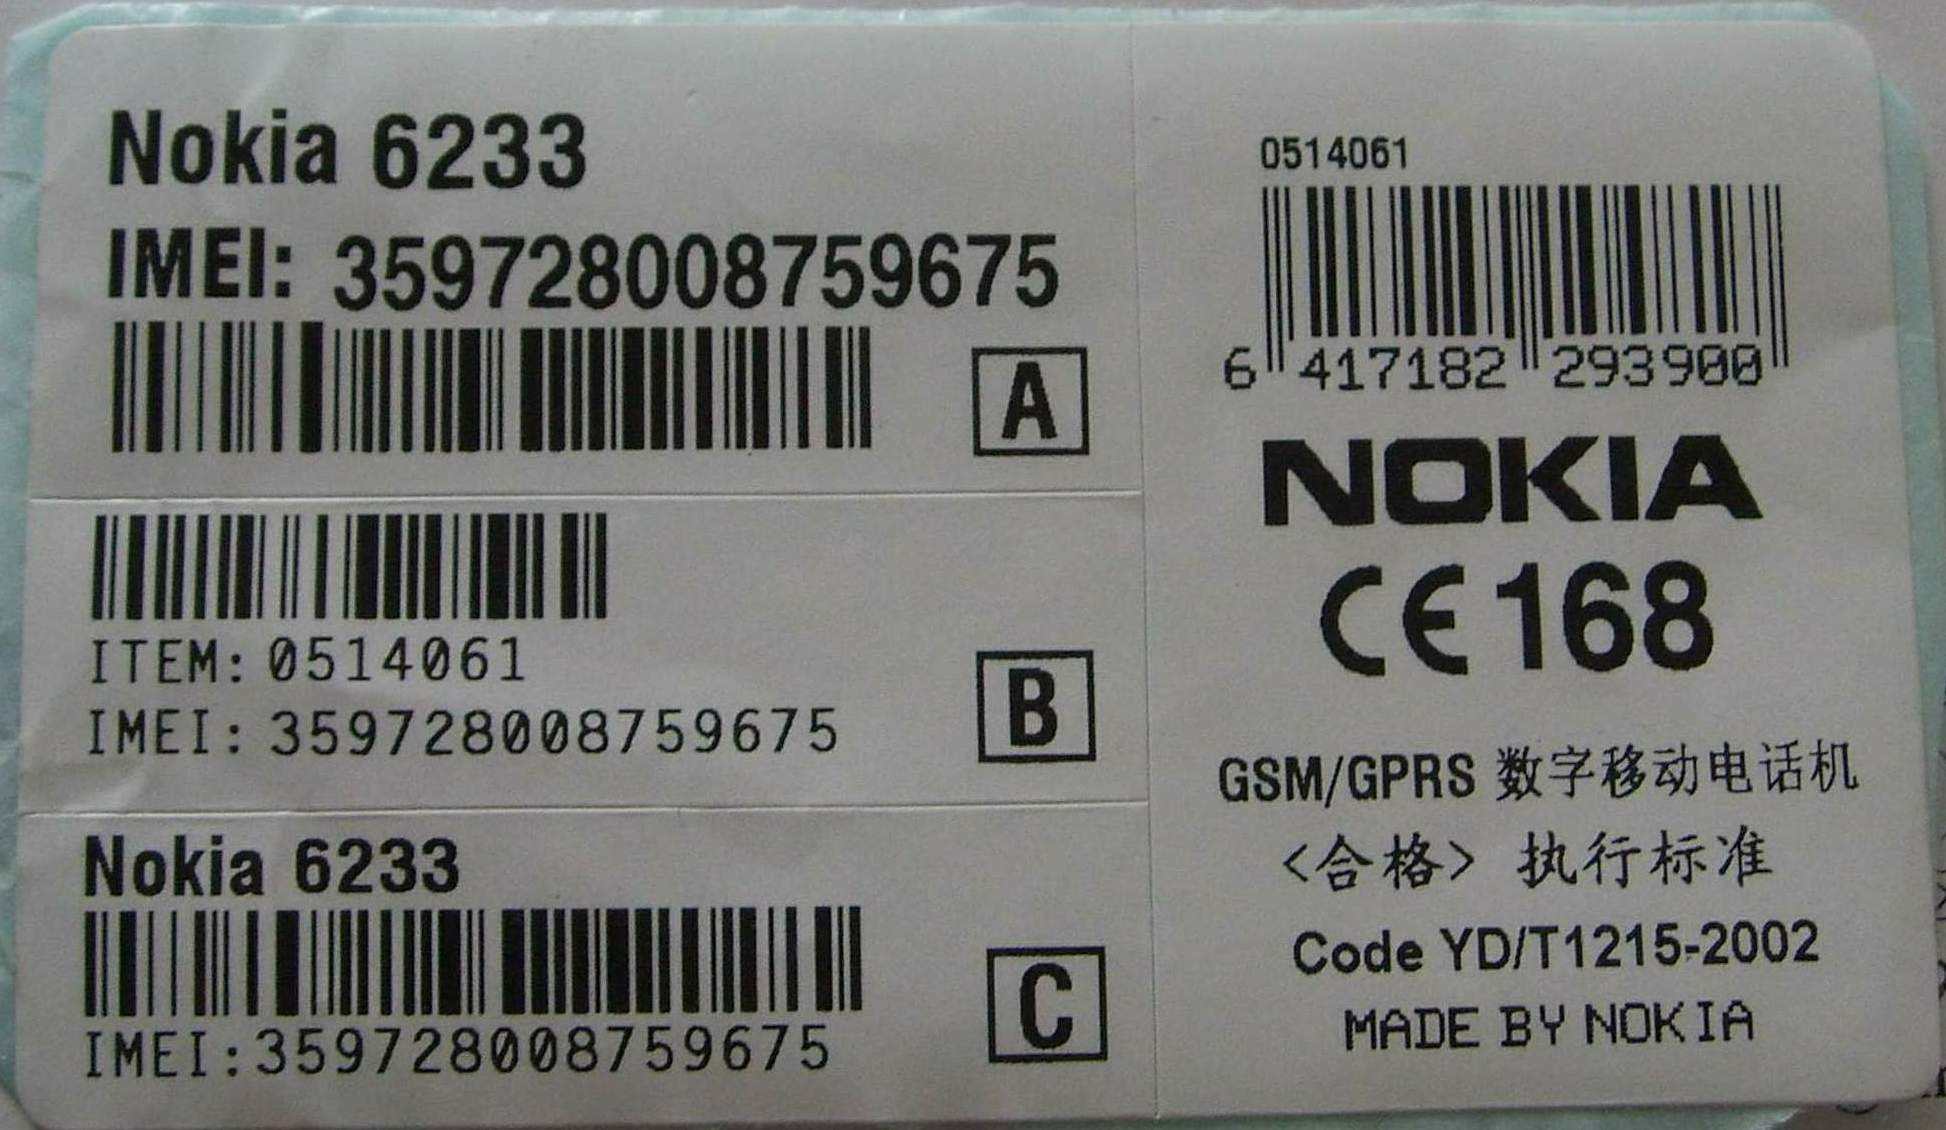 Nokia 6233
IMEI: 359728008759675
A
ITEM: 0514061
IMEI: 359728008759675
B
Nokia 6233
IMEI:359728008759675
C
0514061
6 417182 293900
NOKIA
CE 168
GSM/GPRS 数字移动电话机
<合格> 执行标准
Code YD/T1215-2002
MADE BY NOKIA